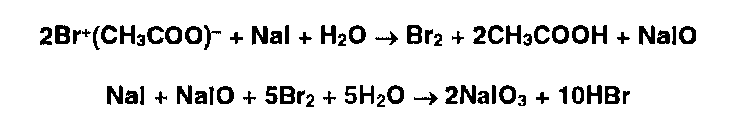 2Br⁺(CH₃COO)⁻ + NaI + H₂O → Br₂ + 2CH₃COOH + NaIO
NaI + NaIO + 5Br₂ + 5H₂O → 2NaIO₃ + 10HBr